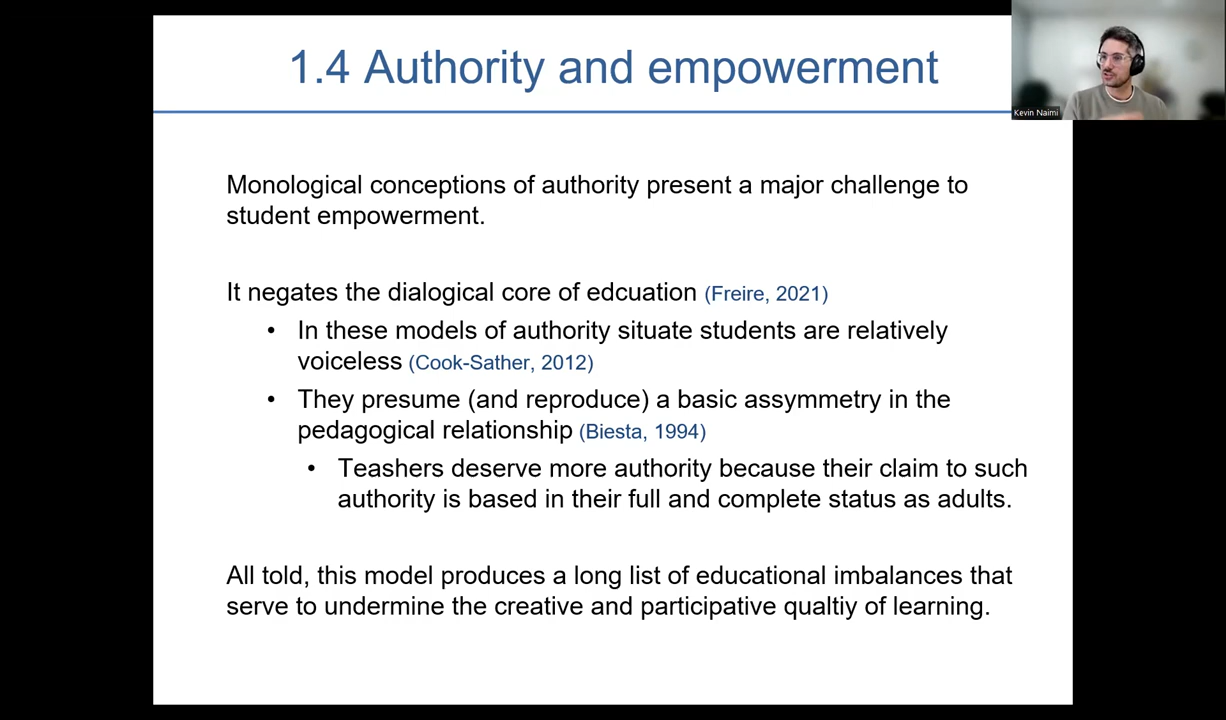 1.4 Authority and empowerment
Kevin Naimi
Monological conceptions of authority present a major challenge to
student empowerment.
It negates the dialogical core of edcuation (Freire, 2021)
• In these models of authority situate students are relatively
voiceless (Cook-Sather, 2012)
• They presume (and reproduce) a basic assymmetry in the
pedagogical relationship (Biesta, 1994)
• Teashers deserve more authority because their claim to such
authority is based in their full and complete status as adults.
All told, this model produces a long list of educational imbalances that
serve to undermine the creative and participative qualtiy of learning.